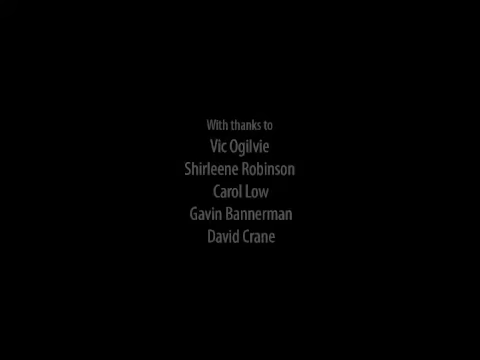 With thanks to
Vic Ogilvie
Shirleene Robinson
Carol Low
Gavin Bannerman
David Crane